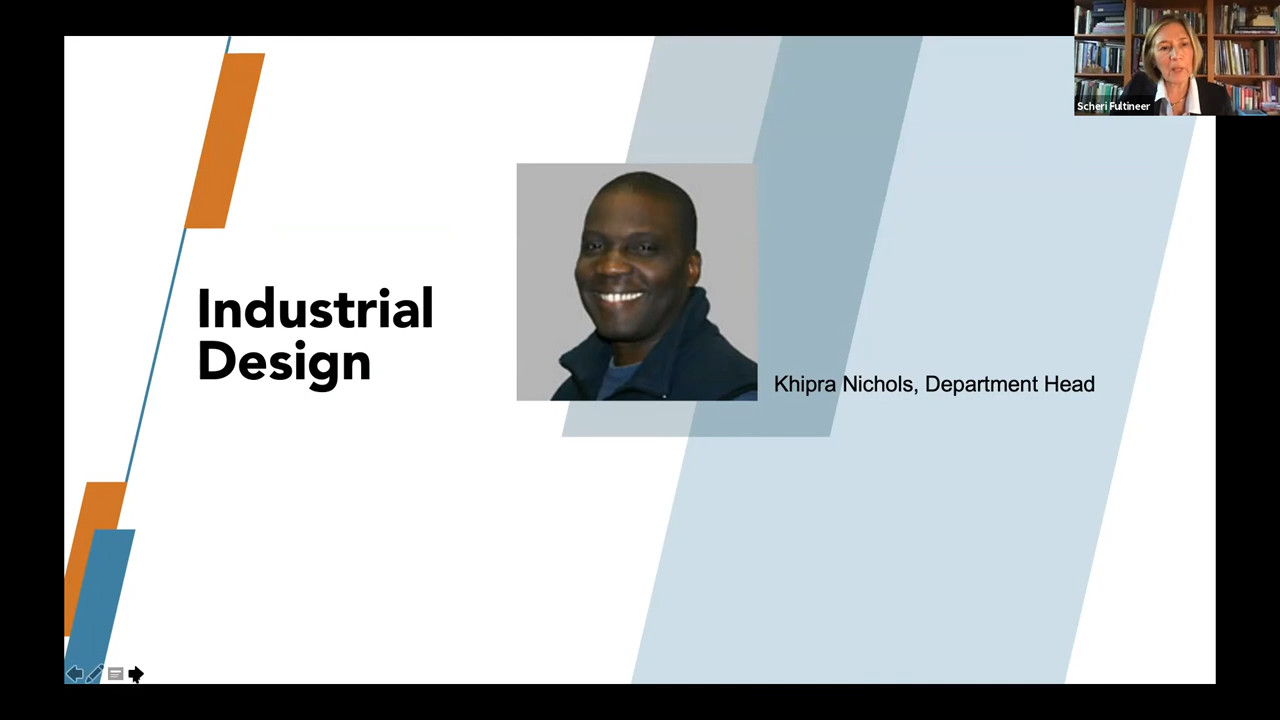 Scheri Fultineer
Industrial
Design
Khipra Nichols, Department Head